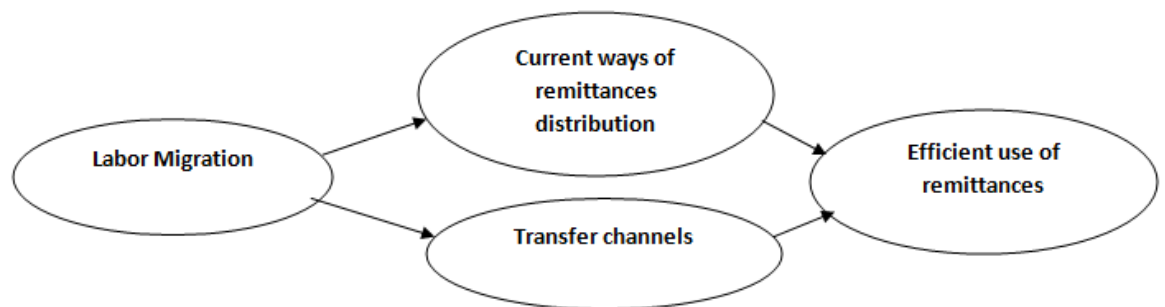 Current ways of
remittances
distribution
Labor Migration
Efficient use of
remittances
Transfer channels